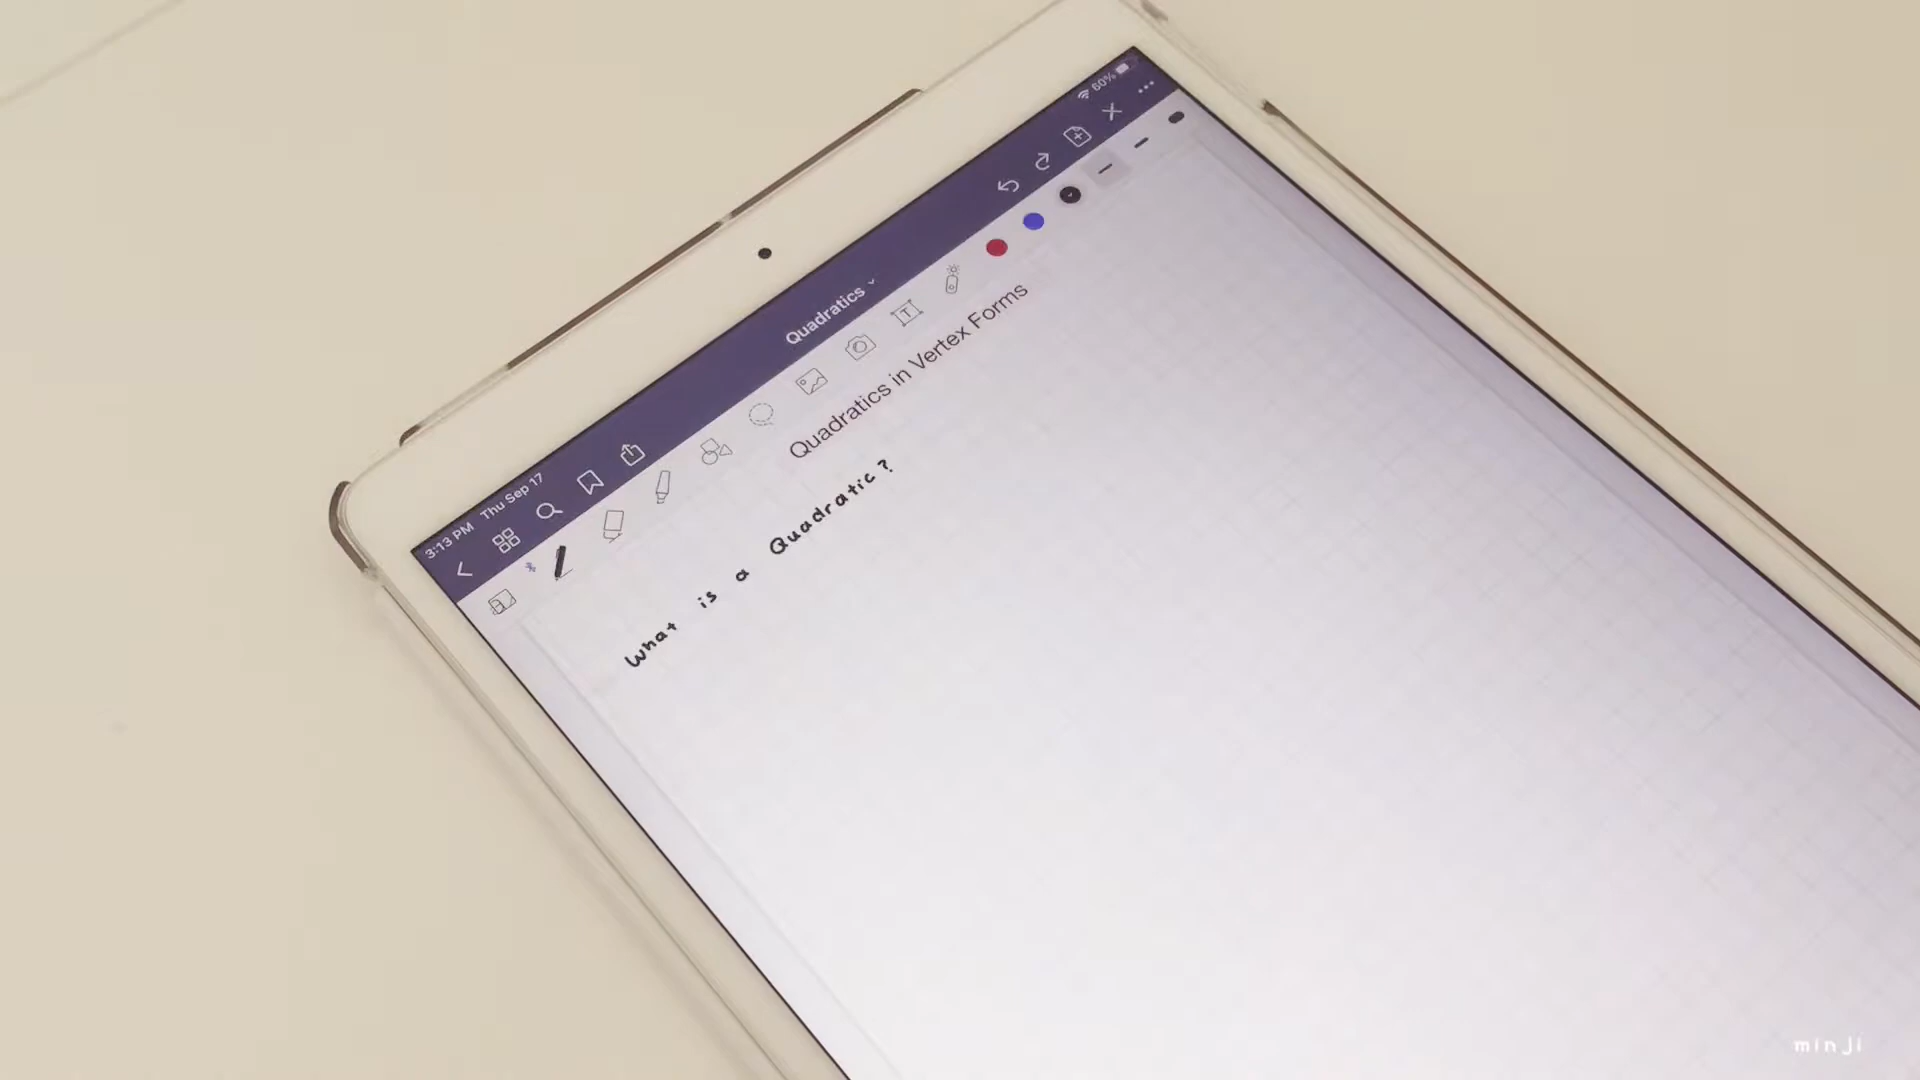 3:13 PM Thu Sep 17
60%
Quadratics
Quadratics in Vertex Forms
What is a Quadratic?
minji